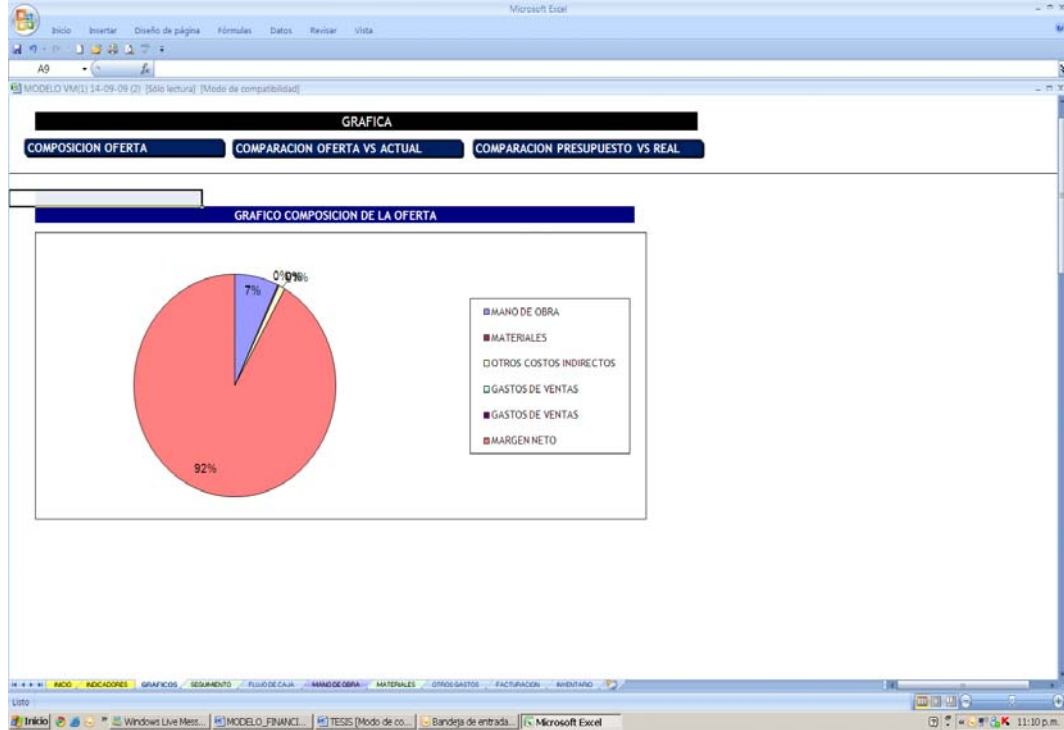 Microsoft Excel
Inicio Insertar Diseño de página Fórmulas Datos Revisar Vista
A9 fx
MODELO VM(1) 14-09-09 (2) [Sólo lectura] [Modo de compatibilidad]
GRAFICA
COMPOSICION OFERTA COMPARACION OFERTA VS ACTUAL COMPARACION PRESUPUESTO VS REAL
GRAFICO COMPOSICION DE LA OFERTA
7%
0%
92%
MANO DE OBRA
MATERIALES
OTROS COSTOS INDIRECTOS
GASTOS DE VENTAS
GASTOS DE VENTAS
MARGEN NETO
INICIO INDICADORES GRAFICOS SEGUIMIENTO FLUJO DE CAJA MANO DE OBRA MATERIALES OTROS GASTOS FACTURACION INVENTARIO
Listo
Inicio Windows Live Mess... MODELO_FINANCI... TESIS [Modo de co... Bandeja de entrada... Microsoft Excel 11:10 p.m.